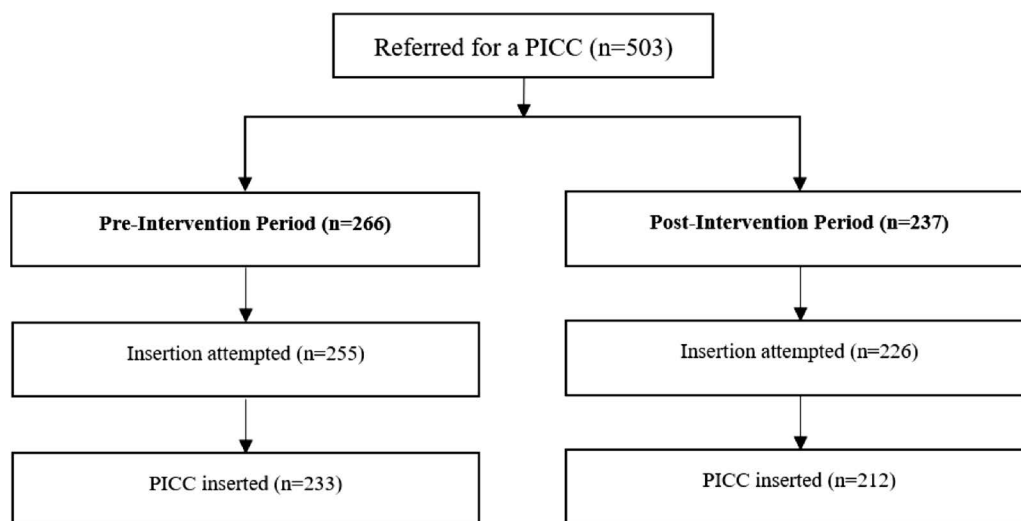 Referred for a PICC (n=503)
Pre-Intervention Period (n=266)
Post-Intervention Period (n=237)
Insertion attempted (n=255)
Insertion attempted (n=226)
PICC inserted (n=233)
PICC inserted (n=212)